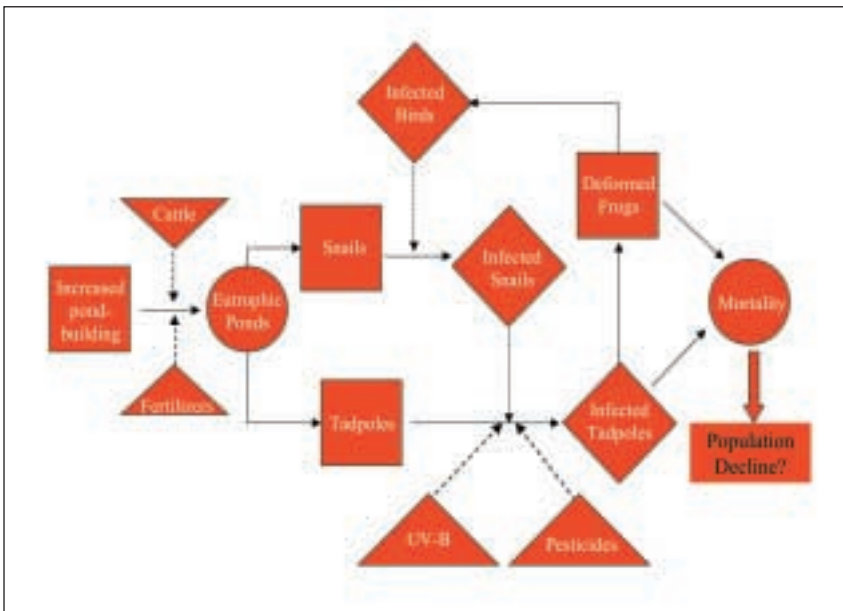 Infected
Birds
Cattle
Deformed
Frogs
Snails
Infected
Snails
Increased
pond-
building
Eutrophic
Ponds
Mortality
Fertilizers
Tadpoles
Infected
Tadpoles
Population
Decline?
UV-B
Pesticides